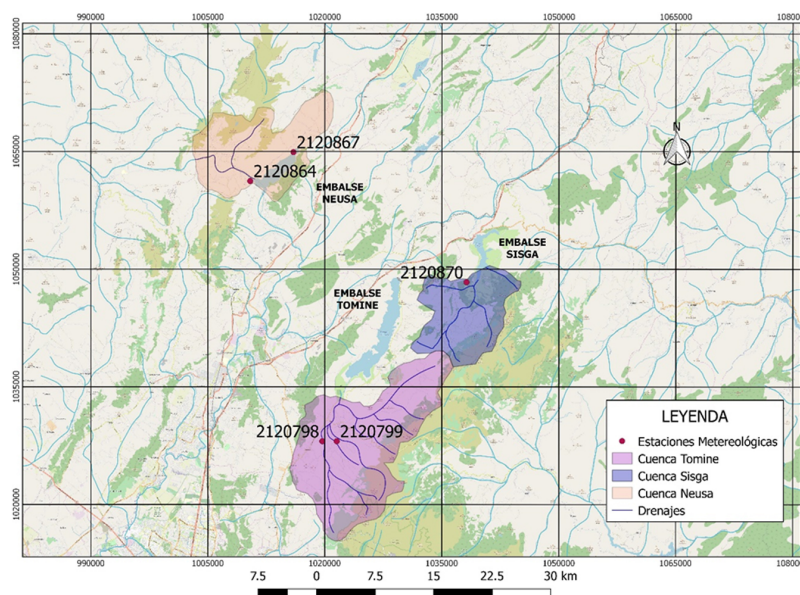 990000 1005000 1020000 1035000 1050000 1065000 1080
1080000
1065000
1050000
1035000
1020000
N
2120867
2120864
EMBALSE
NEUSA
EMBALSE
SISGA
2120870
EMBALSE
TOMINE
2120798 2120799
LEYENDA
Estaciones Metereológicas
Cuenca Tomine
Cuenca Sisga
Cuenca Neusa
Drenajes
990000 1005000 1020000 1035000 1050000 1065000 1080
7.5 0 7.5 15 22.5 30 km